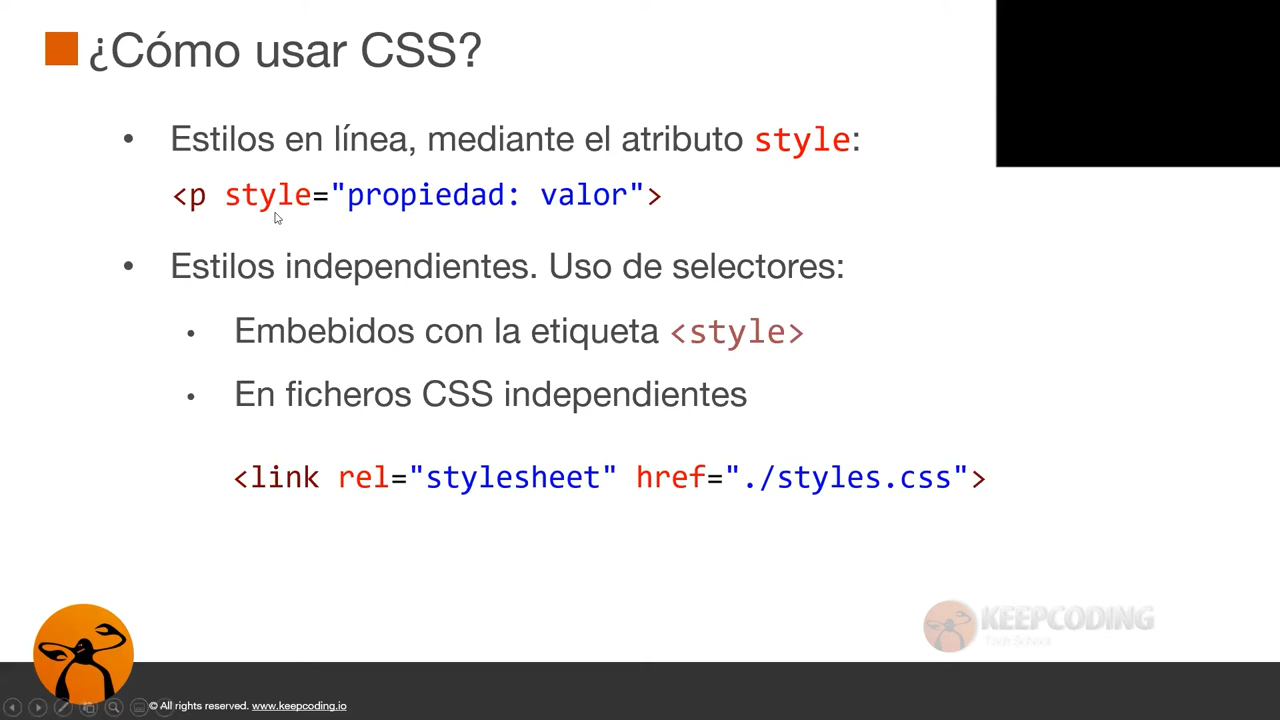 ¿Cómo usar CSS?
• Estilos en línea, mediante el atributo style:
<p style="propiedad: valor">
• Estilos independientes. Uso de selectores:
• Embebidos con la etiqueta <style>
• En ficheros CSS independientes
<link rel="stylesheet" href="./styles.css">
KEEPCODING
Tech School
© All rights reserved. www.keepcoding.io